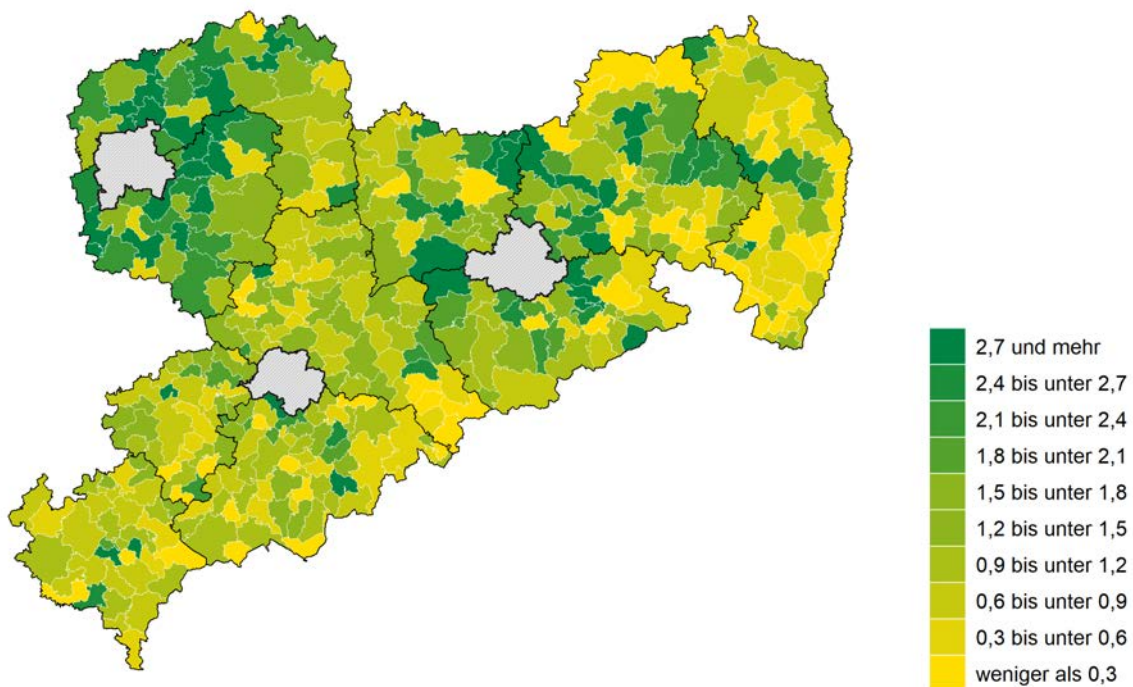 2,7 und mehr
2,4 bis unter 2,7
2,1 bis unter 2,4
1,8 bis unter 2,1
1,5 bis unter 1,8
1,2 bis unter 1,5
0,9 bis unter 1,2
0,6 bis unter 0,9
0,3 bis unter 0,6
weniger als 0,3